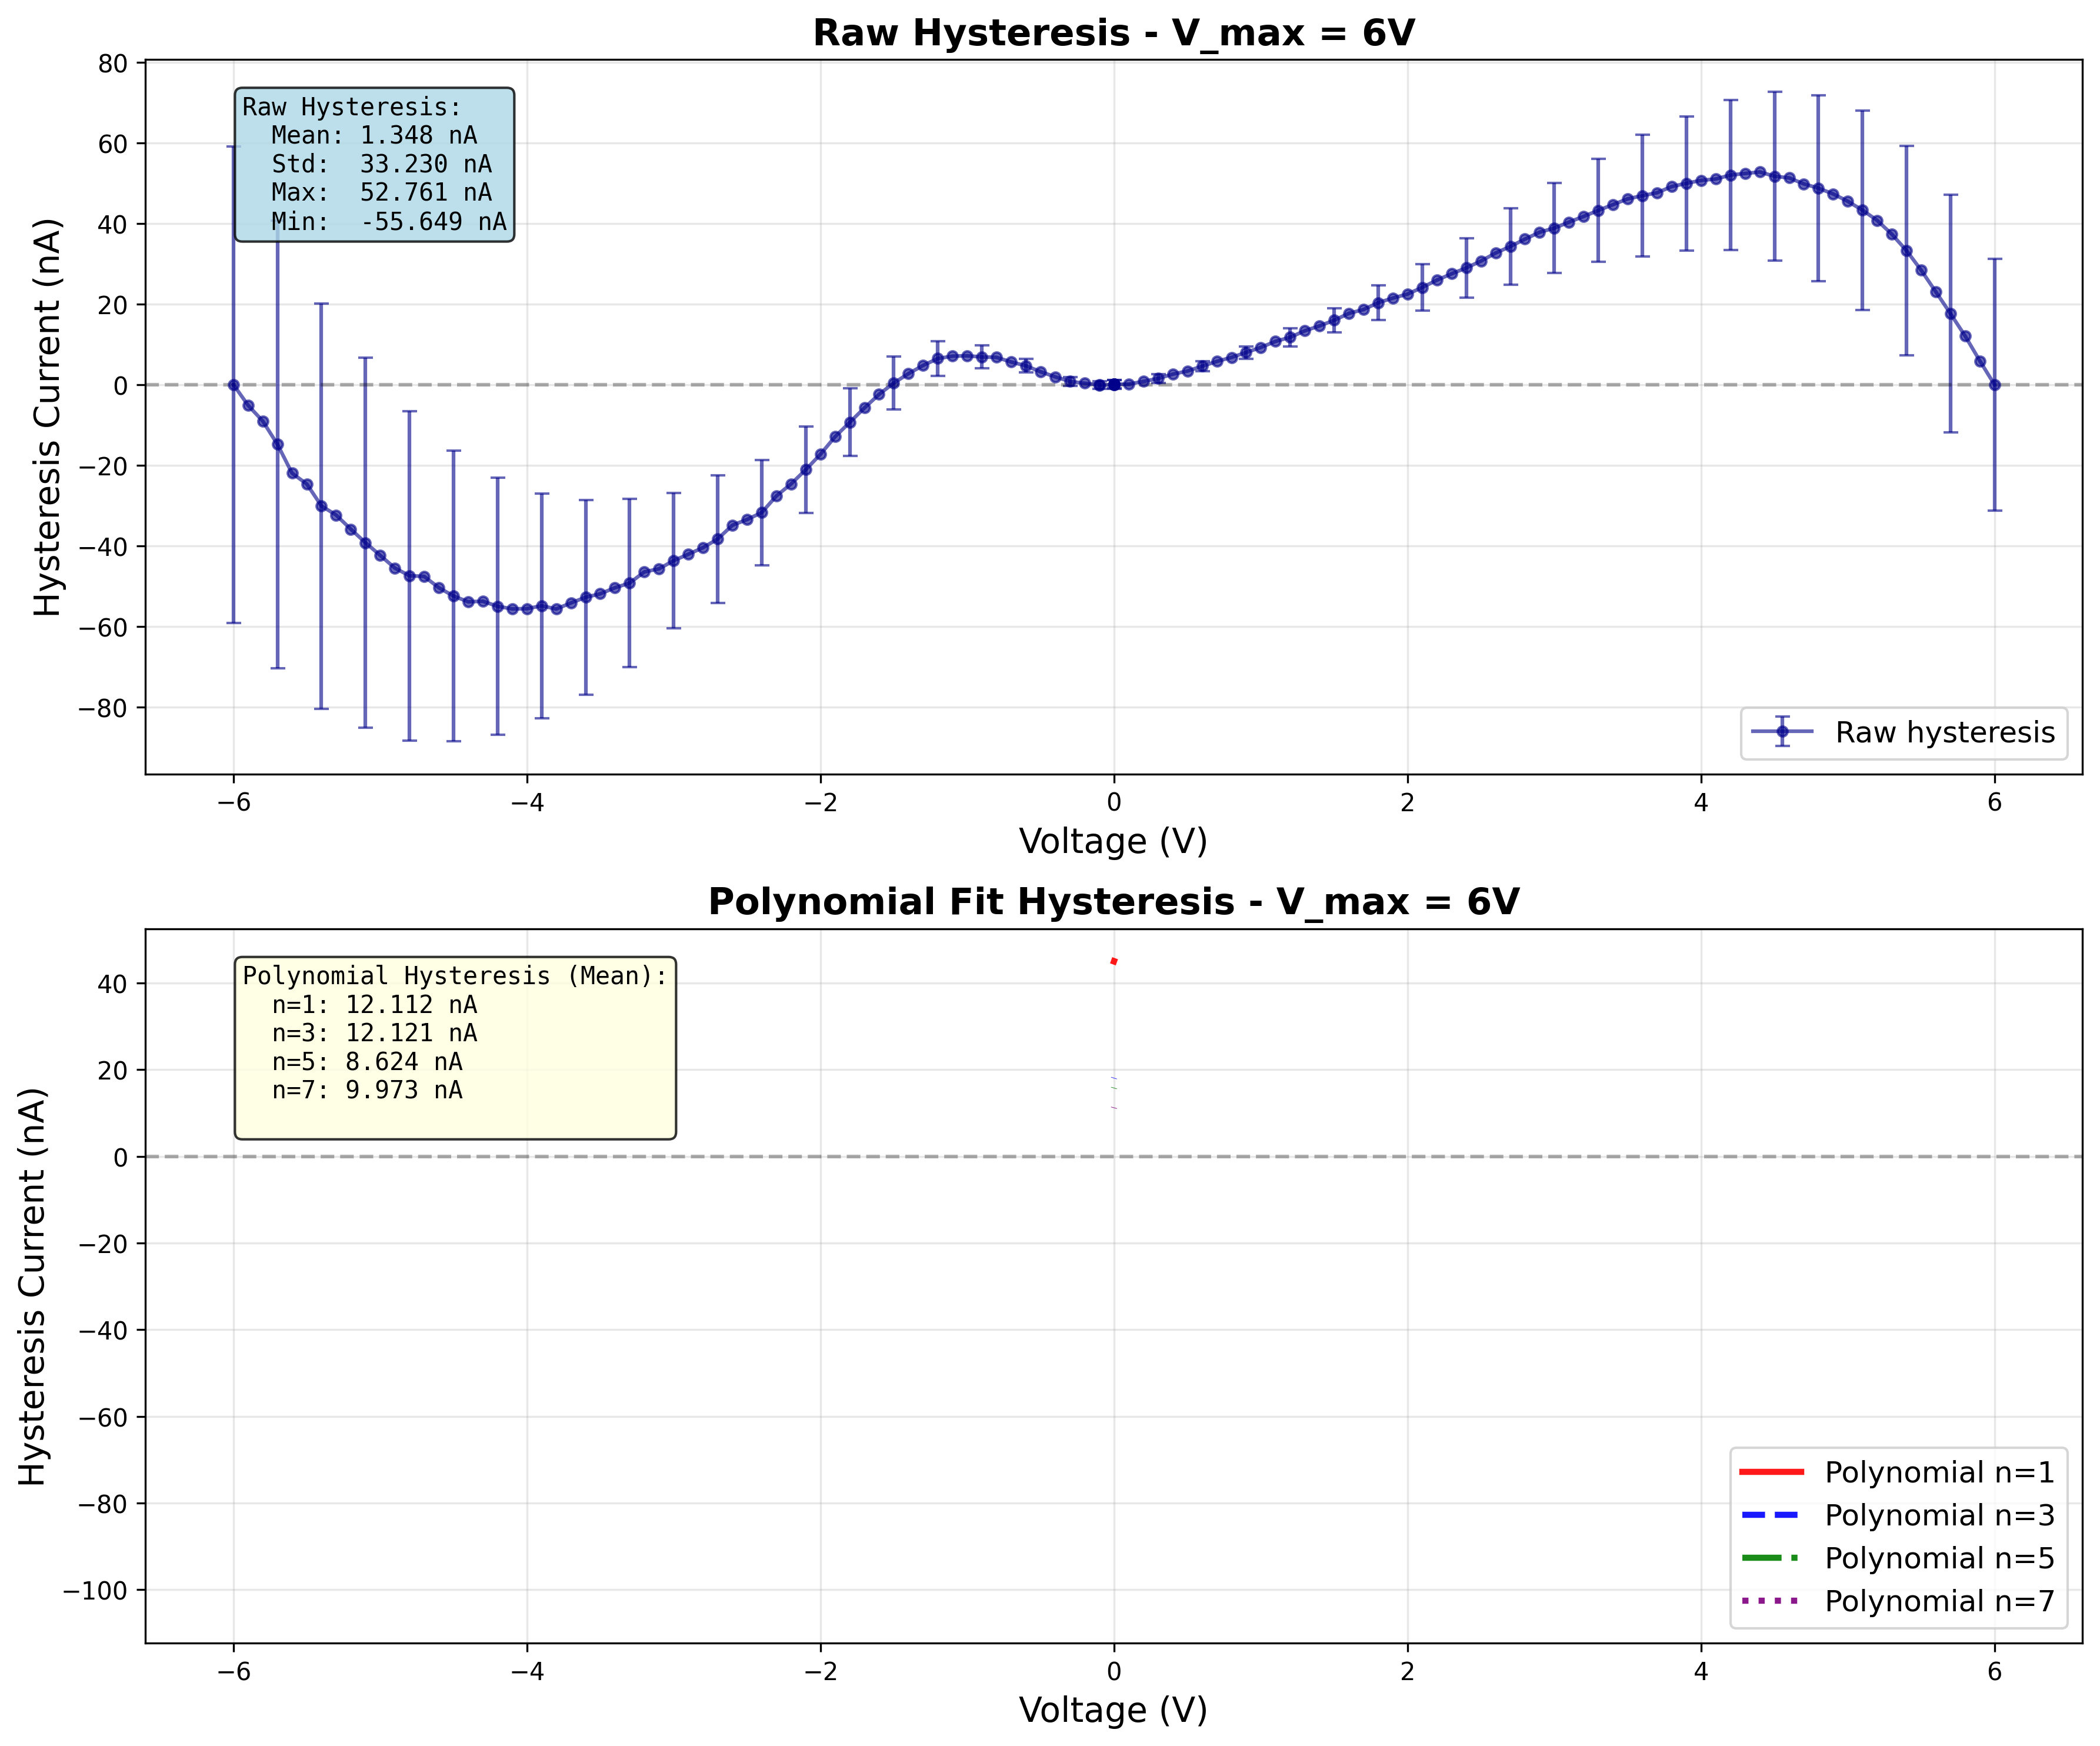 Raw Hysteresis - V_max = 6V
Hysteresis Current (nA)
80
60
40
20
0
−20
−40
−60
−80
Raw Hysteresis:
Mean: 1.348 nA
Std: 33.230 nA
Max: 52.761 nA
Min: -55.649 nA
Raw hysteresis
−6
−4
−2
0
2
4
6
Voltage (V)
Polynomial Fit Hysteresis - V_max = 6V
Hysteresis Current (nA)
40
20
0
−20
−40
−60
−80
−100
Polynomial Hysteresis (Mean):
n=1: 12.112 nA
n=3: 12.121 nA
n=5: 8.624 nA
n=7: 9.973 nA
Polynomial n=1
Polynomial n=3
Polynomial n=5
Polynomial n=7
−6
−4
−2
0
2
4
6
Voltage (V)